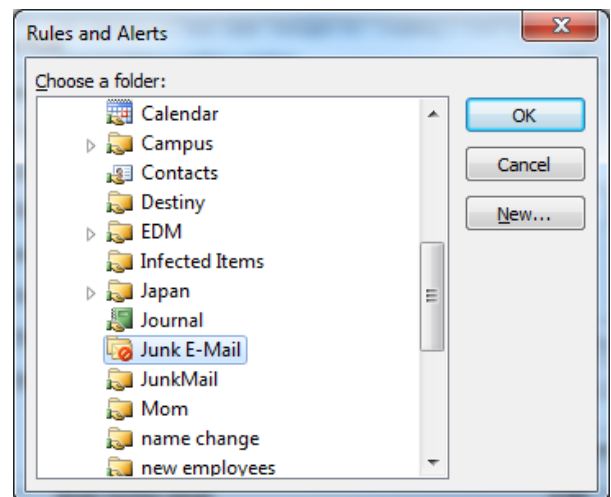 Rules and Alerts
Choose a folder:
Calendar
Campus
Contacts
Destiny
EDM
Infected Items
Japan
Journal
Junk E-Mail
JunkMail
Mom
name change
new employees
OK
Cancel
New...